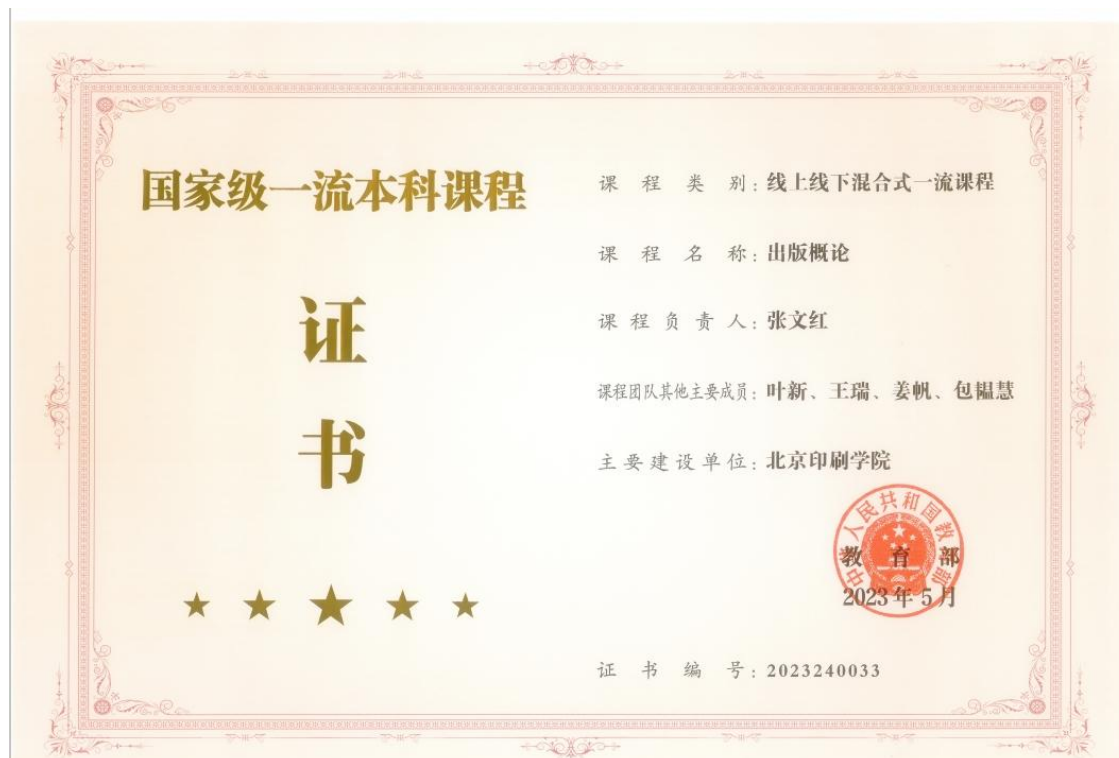 国家级一流本科课程
证
书
课程类别：线上线下混合式一流课程
课程名称：出版概论
课程负责人：张文红
课程团队其他主要成员：叶新、王瑞、姜帆、包韫慧
主要建设单位：北京印刷学院
中华人民共和国教育部
教育部
2023年5月
证书编号：2023240033